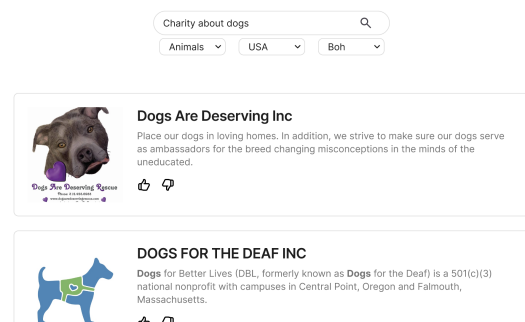 Charity about dogs
Animals USA Boh
Dogs Are Deserving Inc
Place our dogs in loving homes. In addition, we strive to make sure our dogs serve
as ambassadors for the breed changing misconceptions in the minds of the
uneducated.
Dogs Are Deserving Rescue
DOGS FOR THE DEAF INC
Dogs for Better Lives (DBL, formerly known as Dogs for the Deaf) is a 501(c)(3)
national nonprofit with campuses in Central Point, Oregon and Falmouth,
Massachusetts.